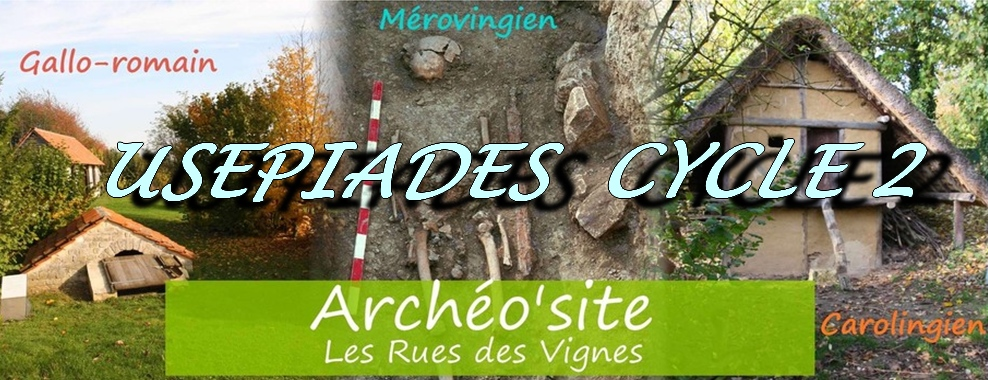 Mérovingien
Gallo-romain
USEPIADES CYCLE 2
Archéo'site
Les Rues des Vignes
Carolingien